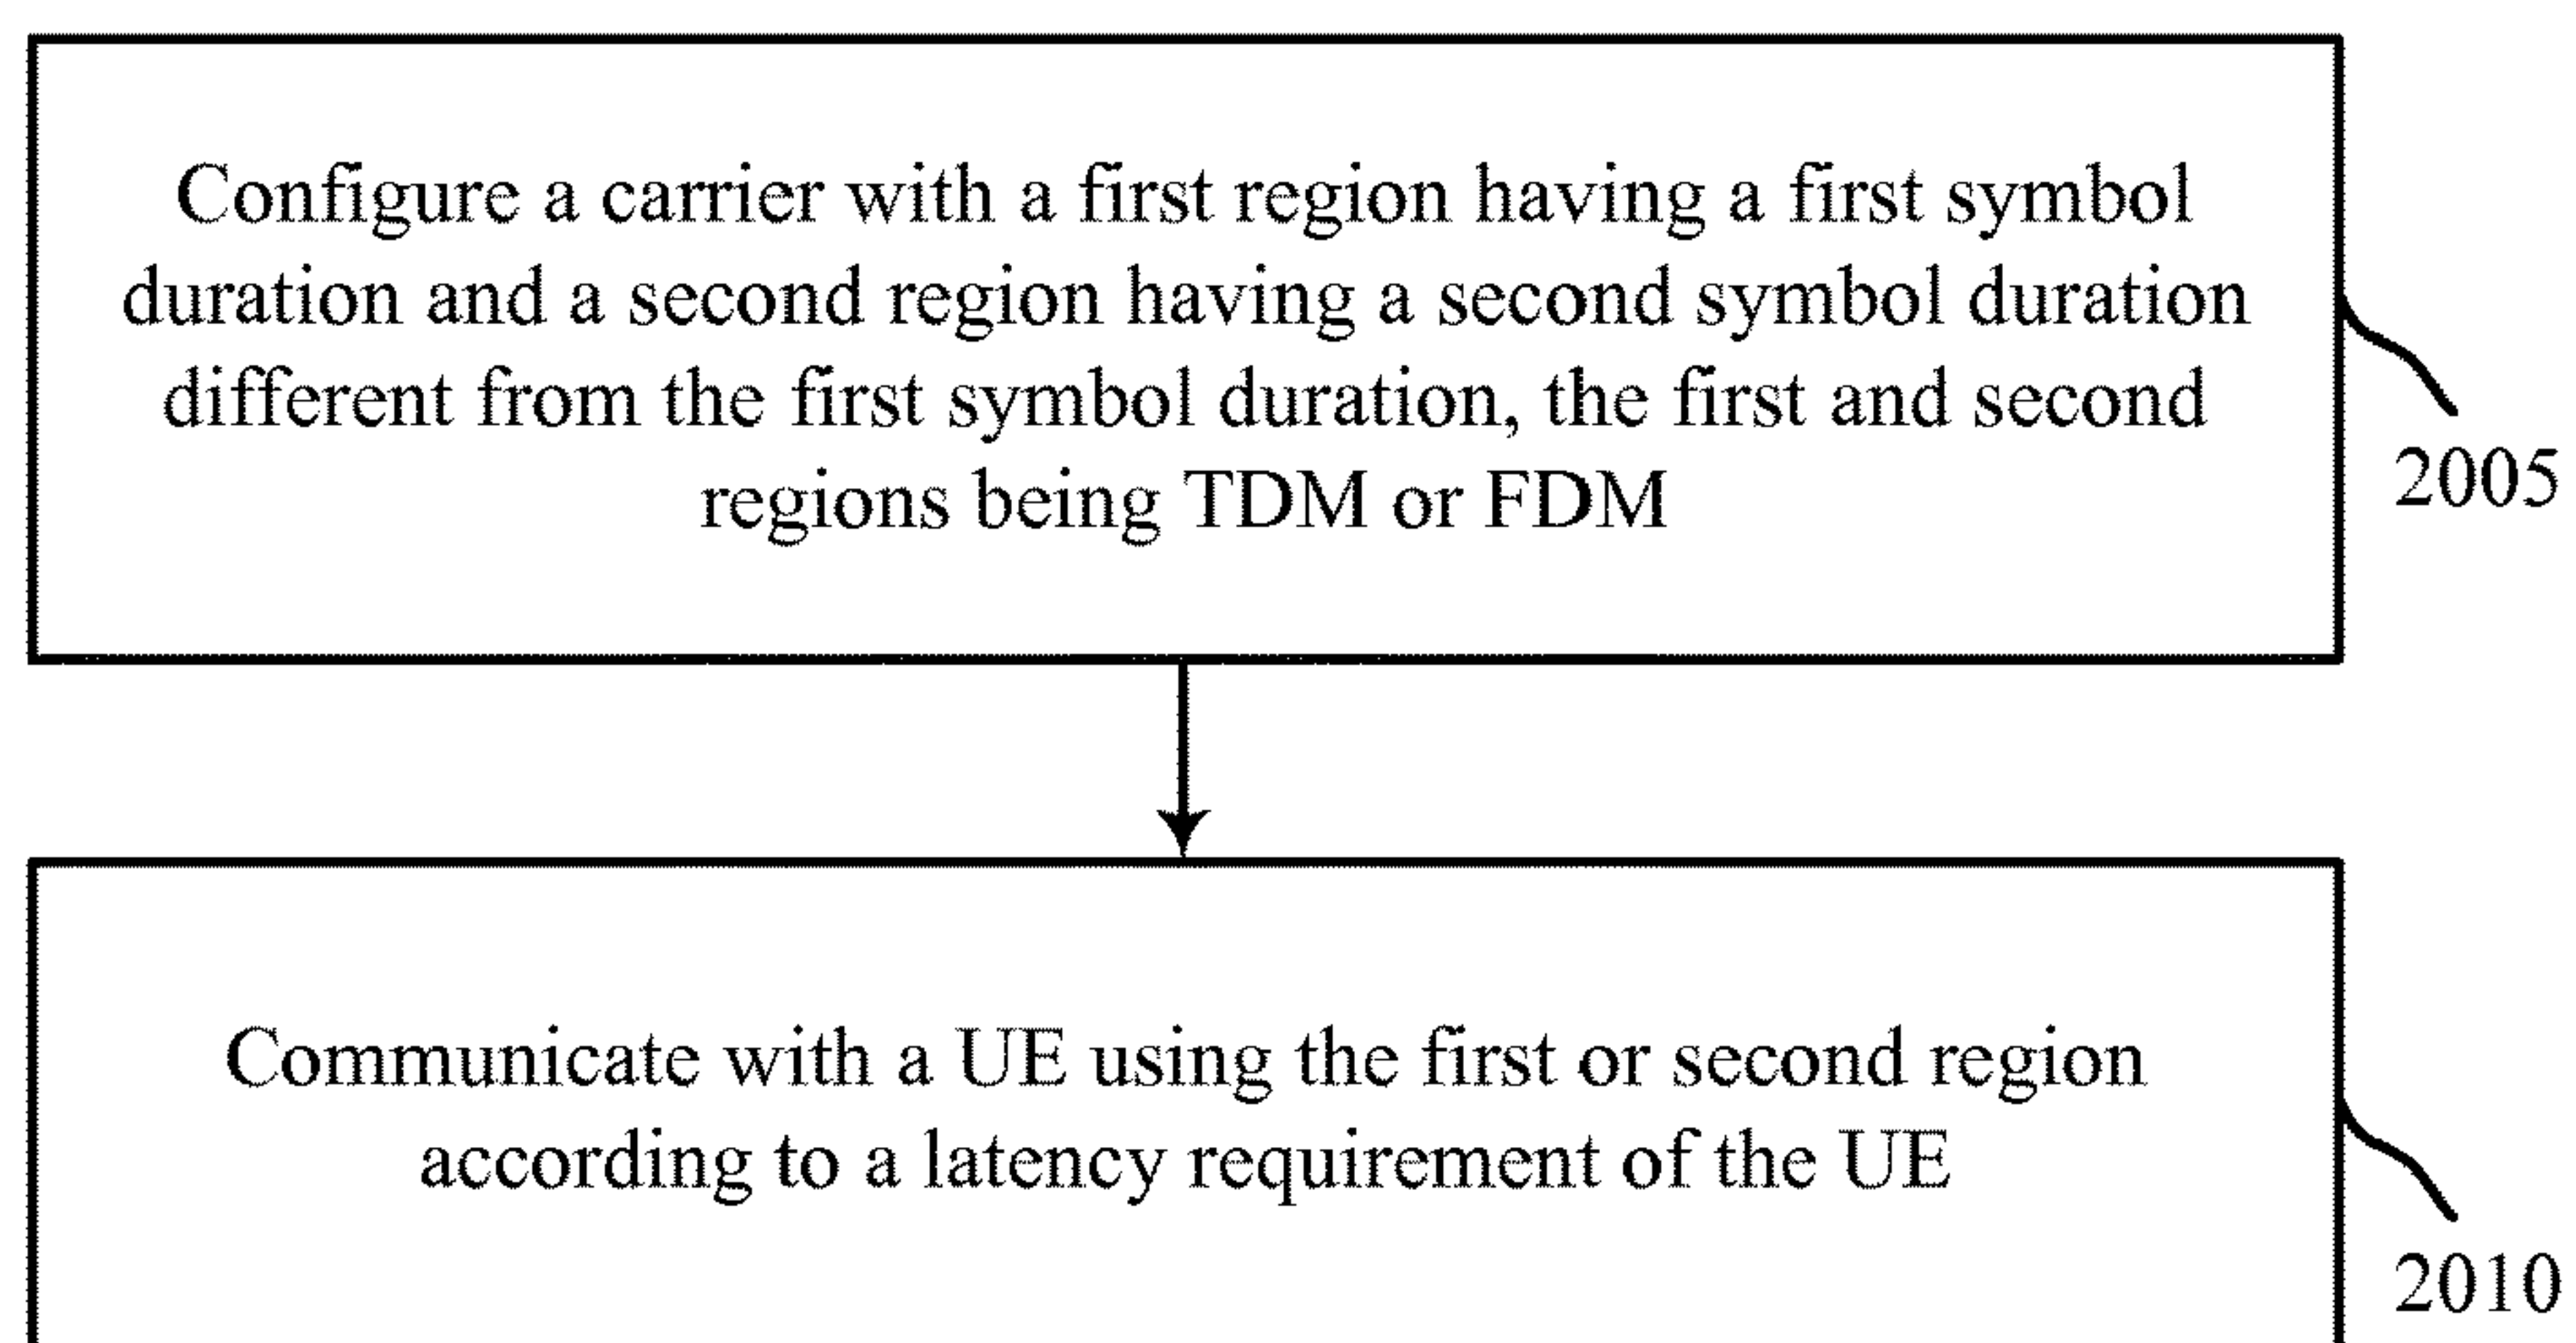 Configure a carrier with a first region having a first symbol
duration and a second region having a second symbol duration
different from the first symbol duration, the first and second
regions being TDM or FDM
2005
Communicate with a UE using the first or second region
according to a latency requirement of the UE
2010